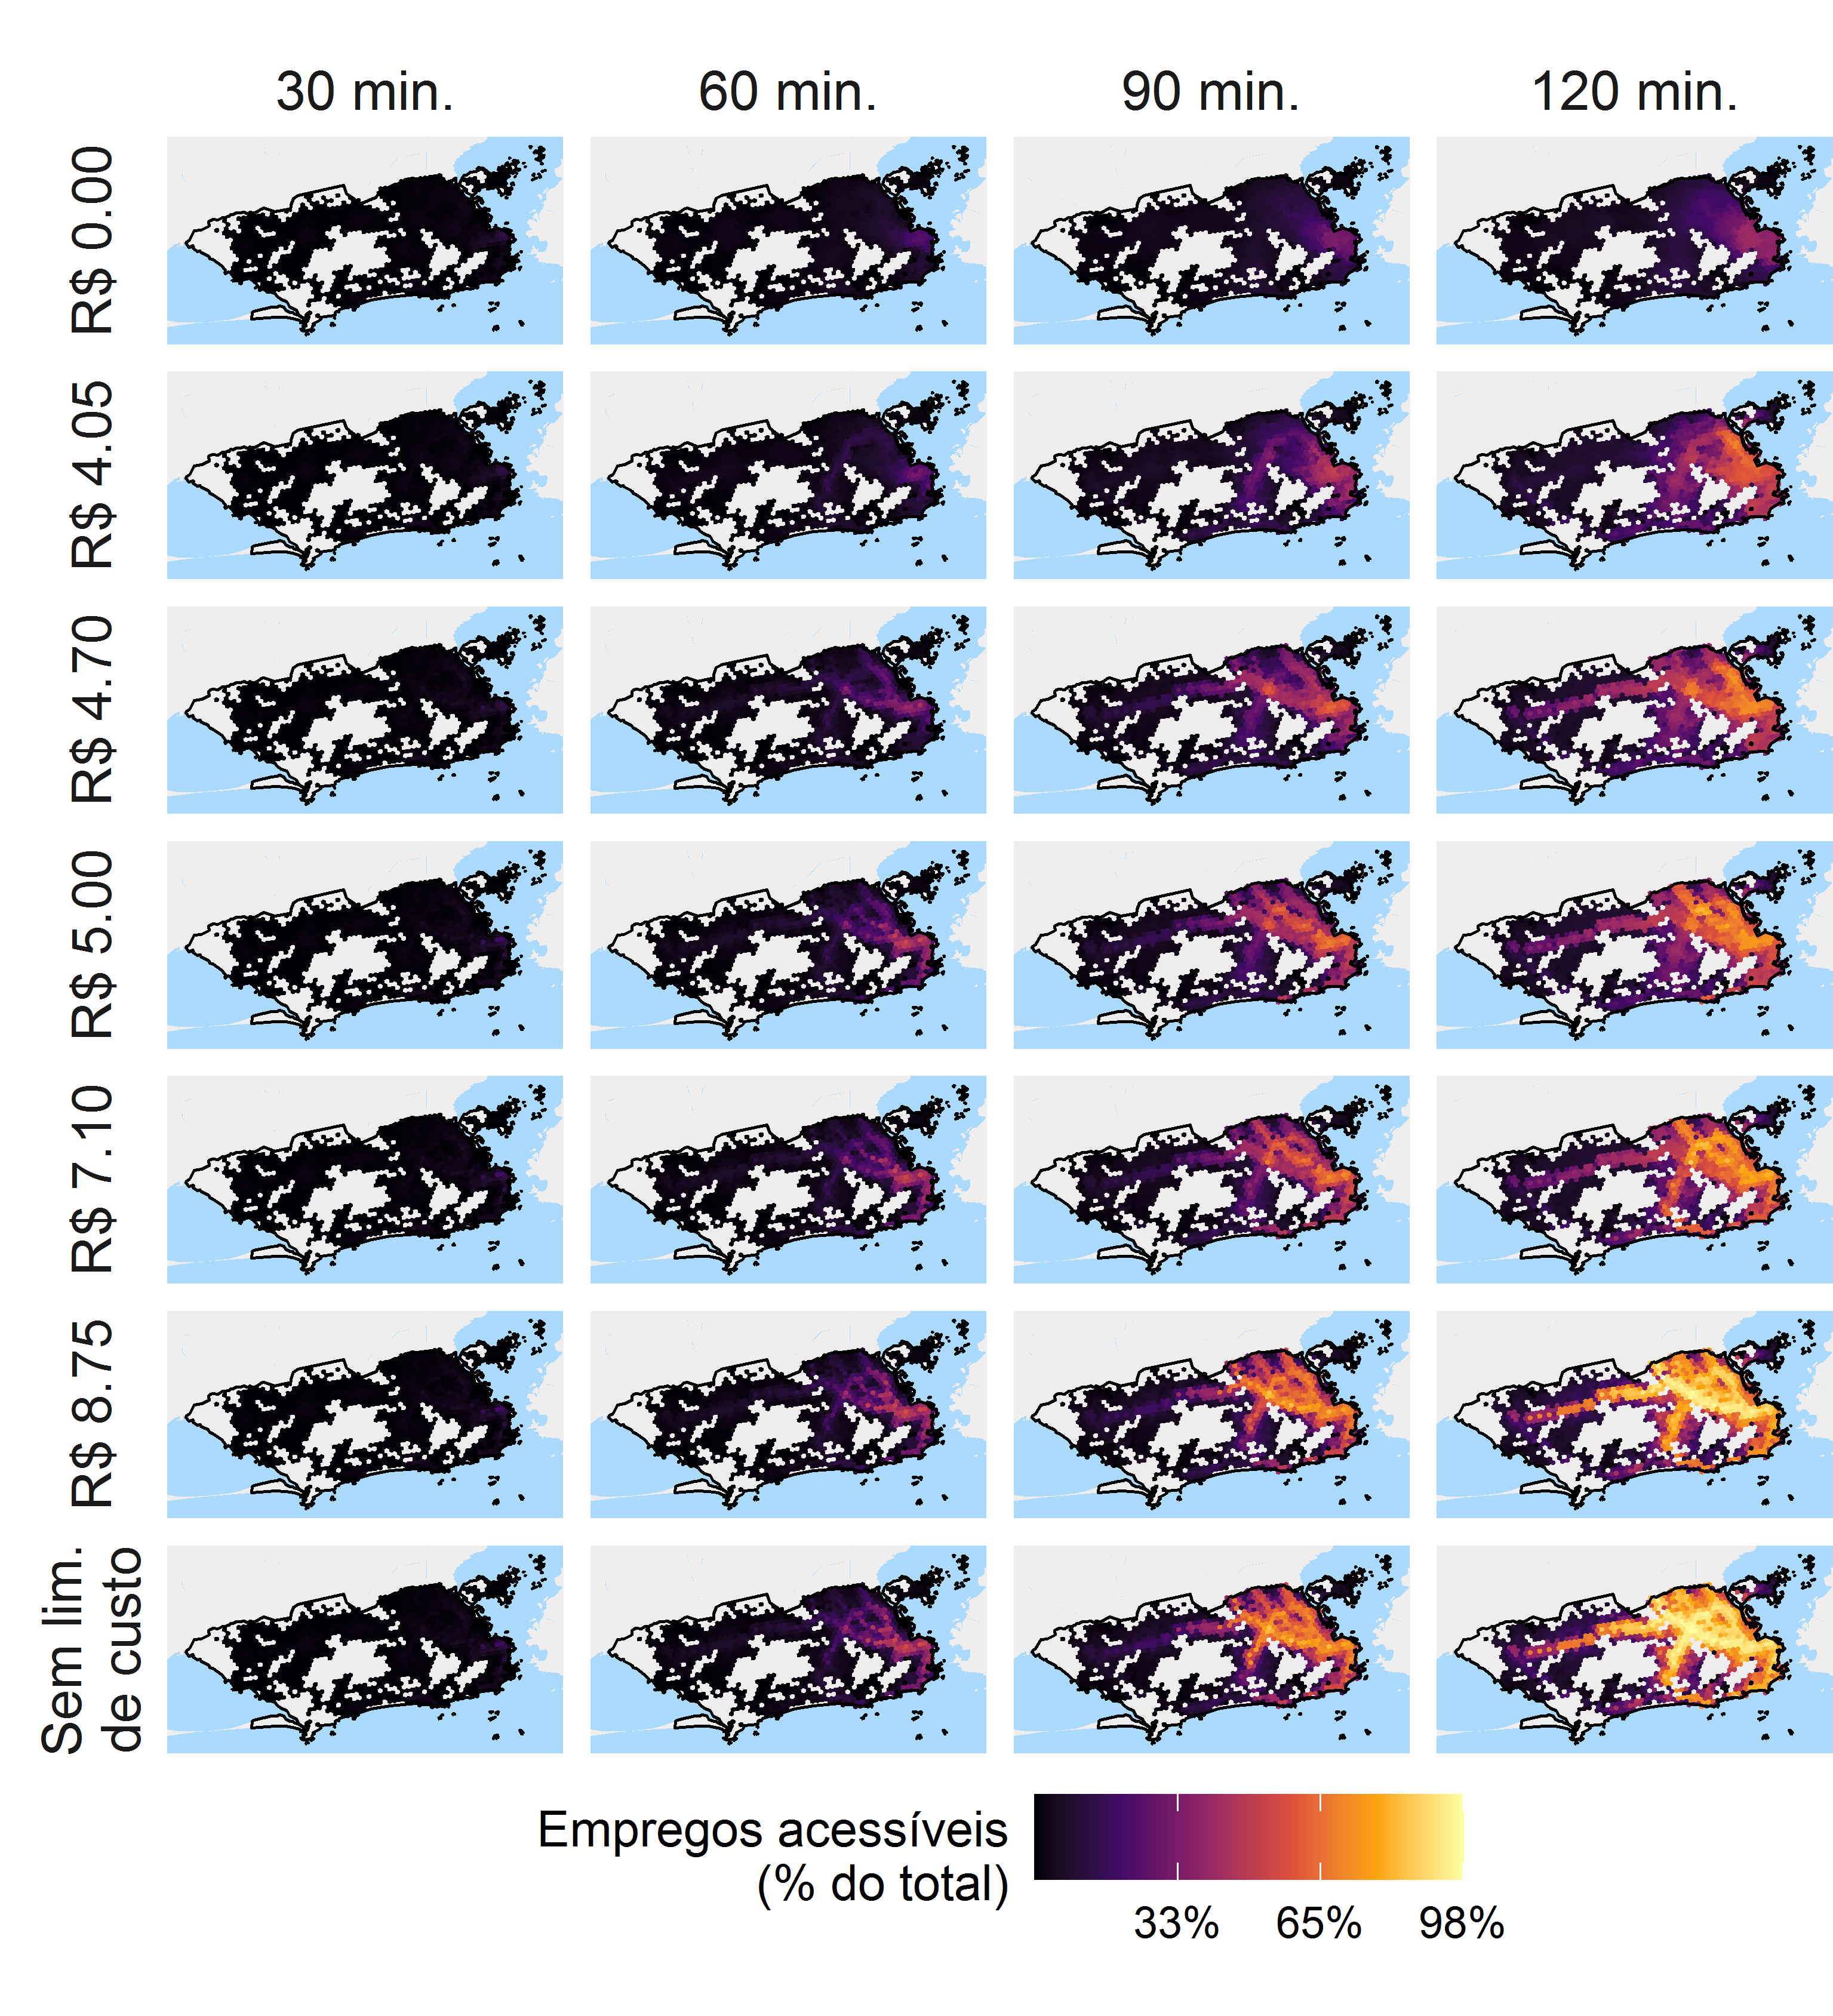 30 min.
60 min.
90 min.
120 min.
R$ 0.00
R$ 4.05
R$ 4.70
R$ 5.00
R$ 7.10
R$ 8.75
Sem lim.
de custo
Empregos acessíveis
(% do total)
33%
65%
98%